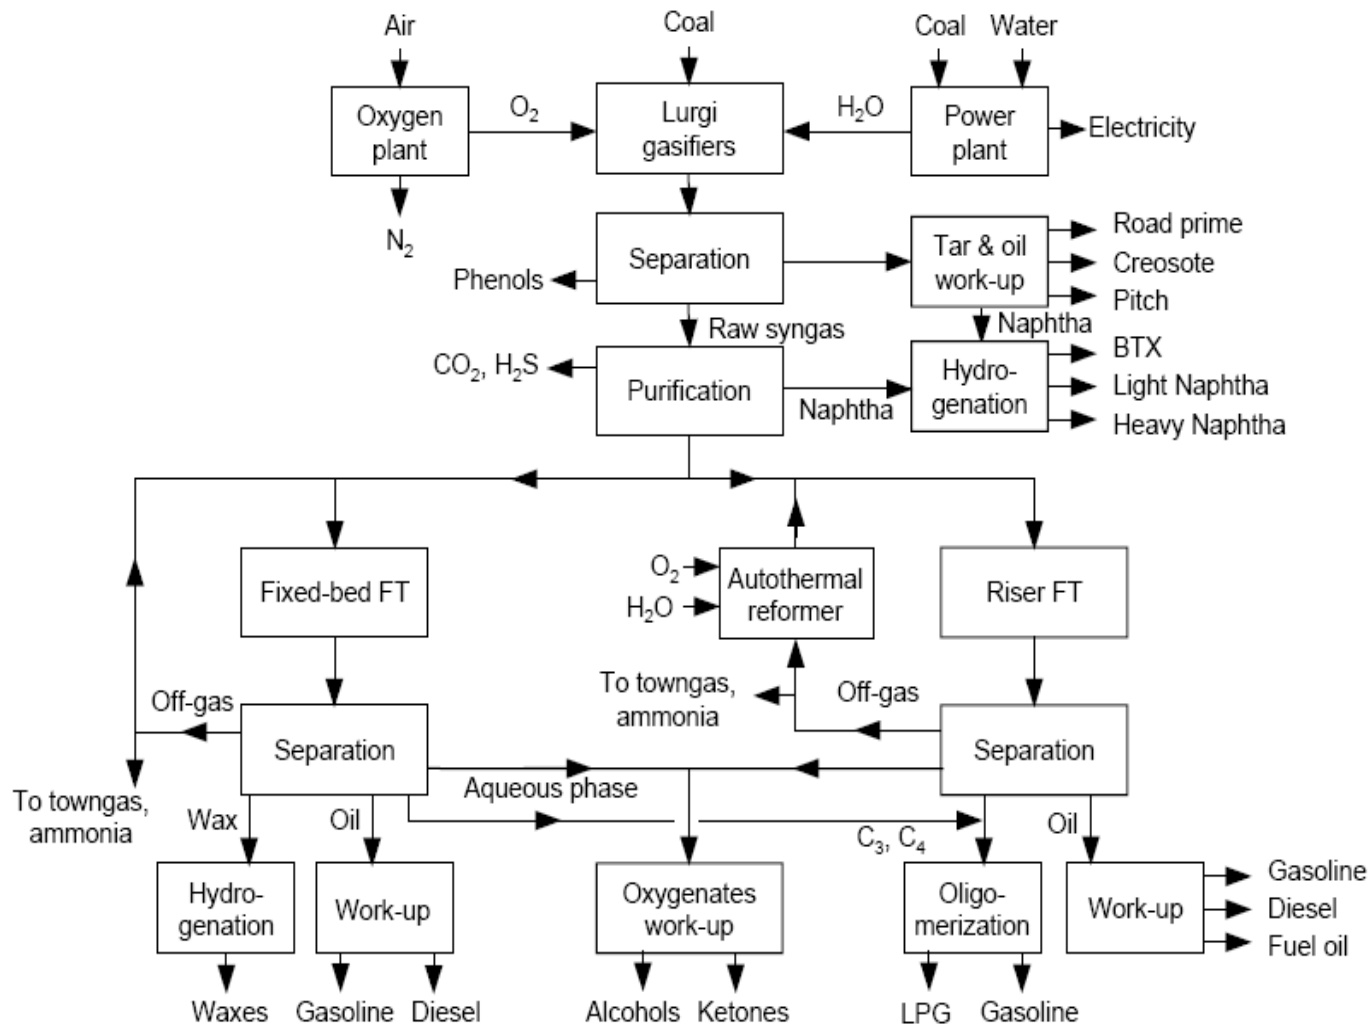 Air
Coal
Coal
Water
Oxygen
plant
O2
Lurgi
gasifiers
H2O
Power
plant
Electricity
N2
Separation
Phenols
Tar & oil
work-up
Road prime
Creosote
Pitch
Raw syngas
Naphtha
CO2, H2S
Purification
Naphtha
Hydro-
genation
BTX
Light Naphtha
Heavy Naphtha
Fixed-bed FT
O2
H2O
Autothermal
reformer
Riser FT
Off-gas
Separation
To towngas,
ammonia
Off-gas
Separation
To towngas,
ammonia
Aqueous phase
Wax
Oil
C3, C4
Oil
Hydro-
genation
Work-up
Oxygenates
work-up
Oligo-
merization
Work-up
Gasoline
Diesel
Fuel oil
Waxes
Gasoline
Diesel
Alcohols
Ketones
LPG
Gasoline